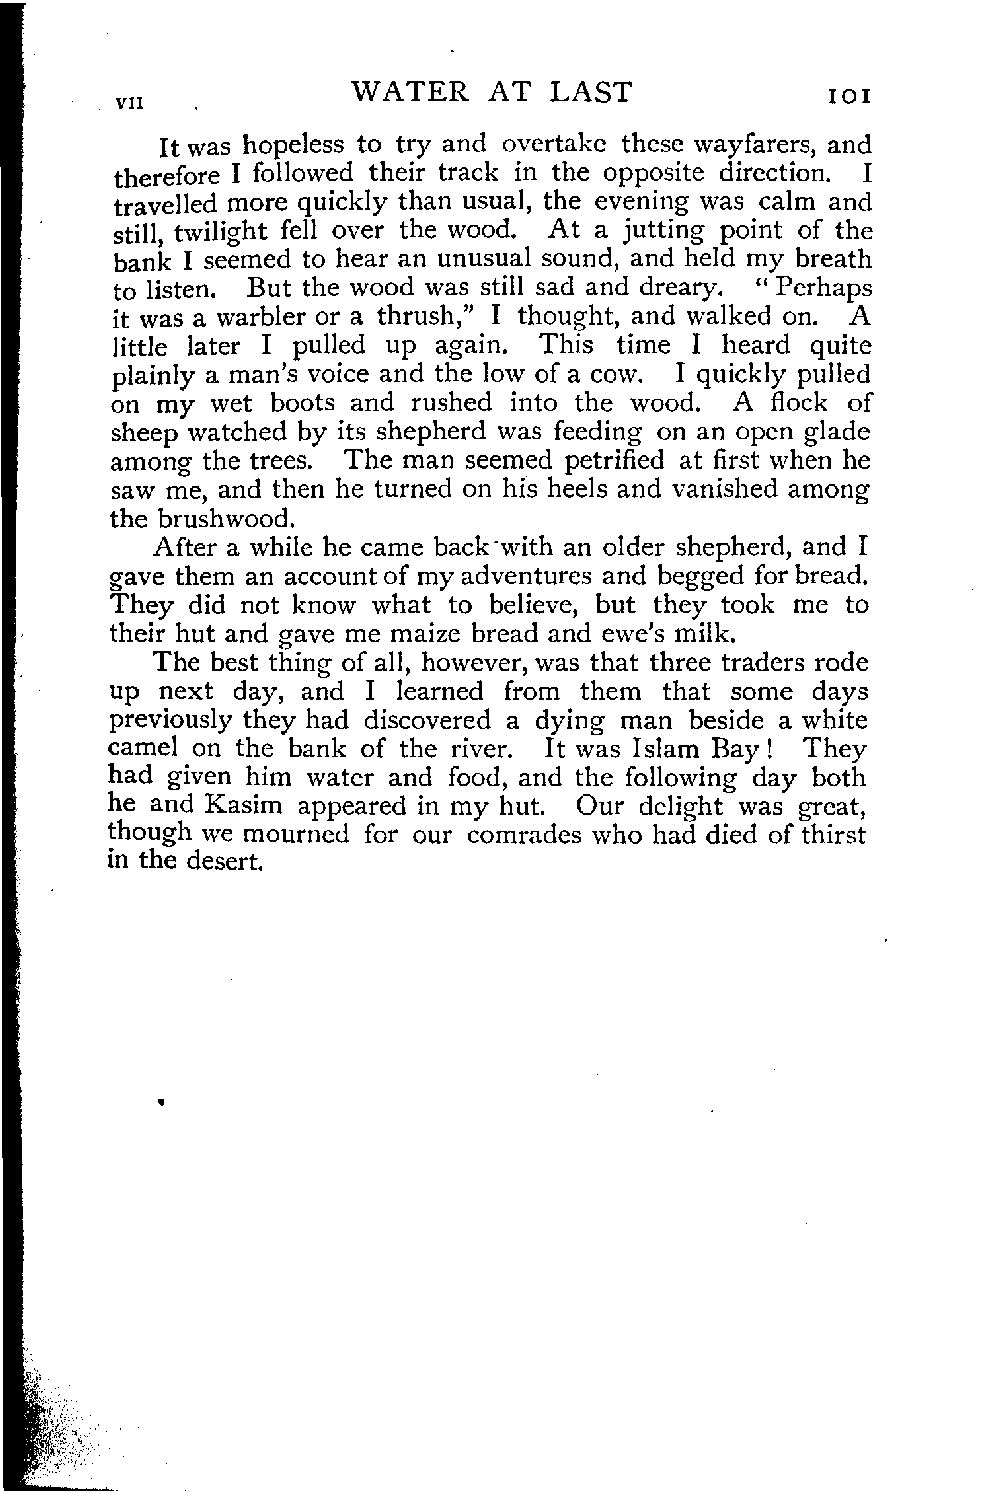 VII WATER AT LAST 101
It was hopeless to try and overtake these wayfarers, and
therefore I followed their track in the opposite direction. I
travelled more quickly than usual, the evening was calm and
still, twilight fell over the wood. At a jutting point of the
bank I seemed to hear an unusual sound, and held my breath
to listen. But the wood was still sad and dreary. “Perhaps
it was a warbler or a thrush,” I thought, and walked on. A
little later I pulled up again. This time I heard quite
plainly a man's voice and the low of a cow. I quickly pulled
on my wet boots and rushed into the wood. A flock of
sheep watched by its shepherd was feeding on an open glade
among the trees. The man seemed petrified at first when he
saw me, and then he turned on his heels and vanished among
the brushwood.
After a while he came back with an older shepherd, and I
gave them an account of my adventures and begged for bread.
They did not know what to believe, but they took me to
their hut and gave me maize bread and ewe's milk.
The best thing of all, however, was that three traders rode
up next day, and I learned from them that some days
previously they had discovered a dying man beside a white
camel on the bank of the river. It was Islam Bay! They
had given him water and food, and the following day both
he and Kasim appeared in my hut. Our delight was great,
though we mourned for our comrades who had died of thirst
in the desert.